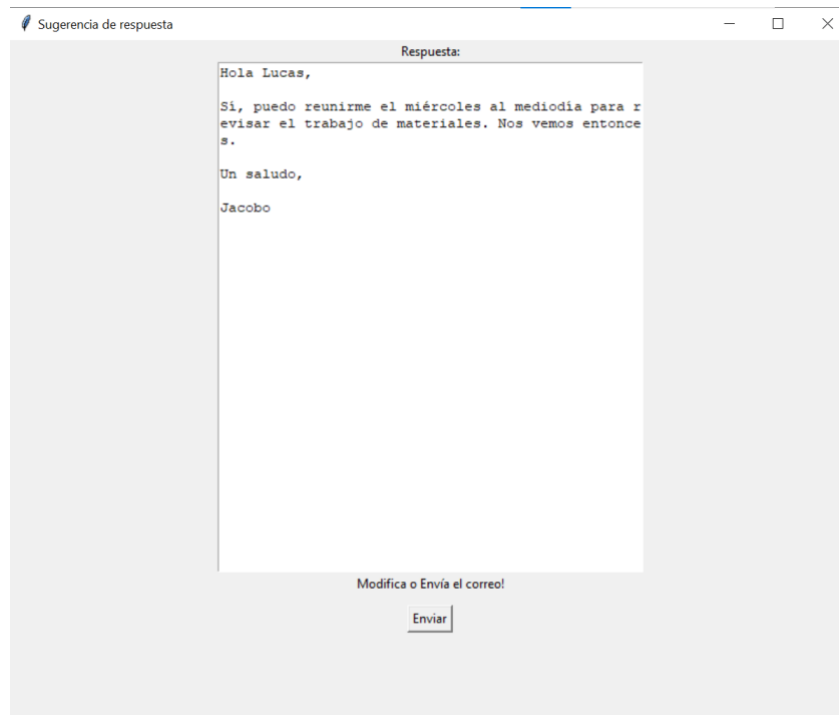 Sugerencia de respuesta
Respuesta:
Hola Lucas,
Sí, puedo reunirme el miércoles al mediodía para r
evisar el trabajo de materiales. Nos vemos entonce
s.
Un saludo,
Jacobo
Modifica o Envía el correo!
Enviar